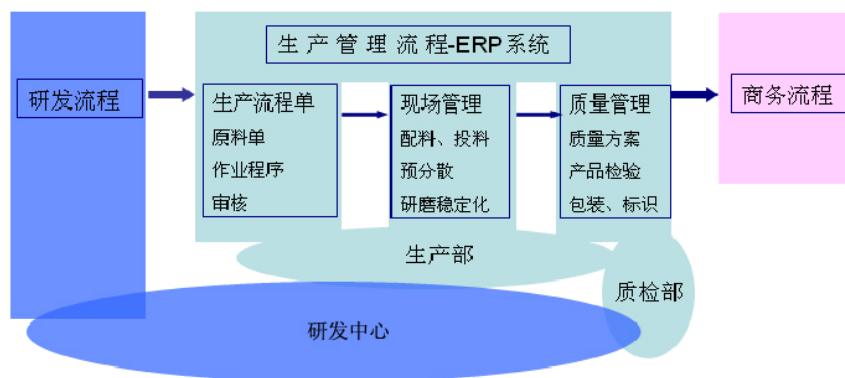 生产管理流程-ERP系统
研发流程
生产流程单
原料单
作业程序
审核
现场管理
配料、投料
预分散
研磨稳定化
质量管理
质量方案
产品检验
包装、标识
商务流程
生产部
质检部
研发中心